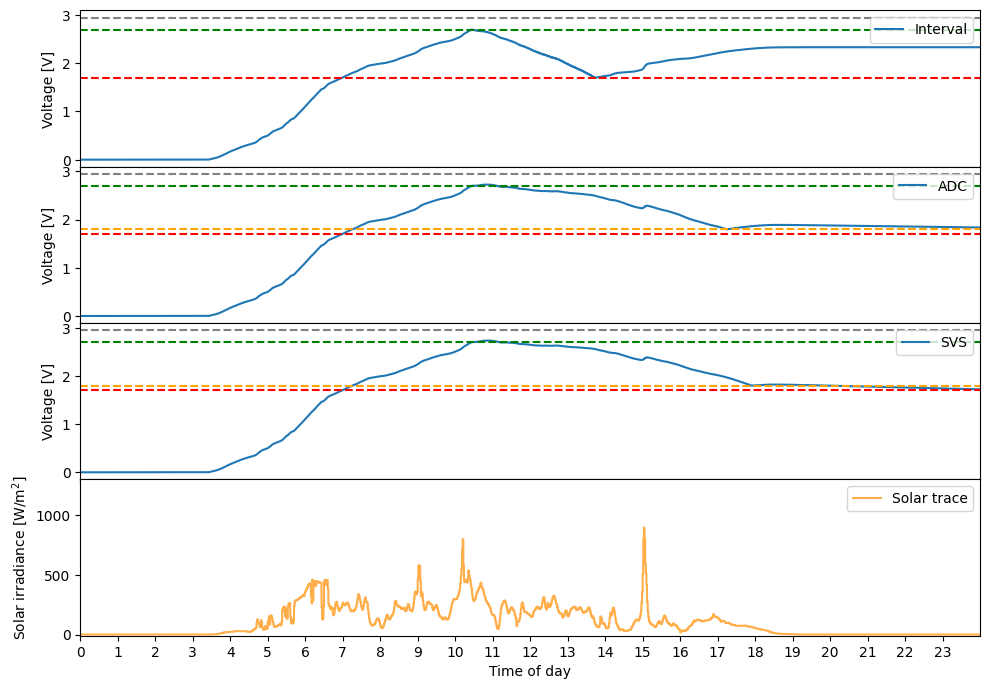 3
2
1
0
Voltage [V]
Interval
3
2
1
0
Voltage [V]
ADC
3
2
1
0
Voltage [V]
SVS
1000
500
0
Solar irradiance [W/m²]
Solar trace
0 1 2 3 4 5 6 7 8 9 10 11 12 13 14 15 16 17 18 19 20 21 22 23
Time of day